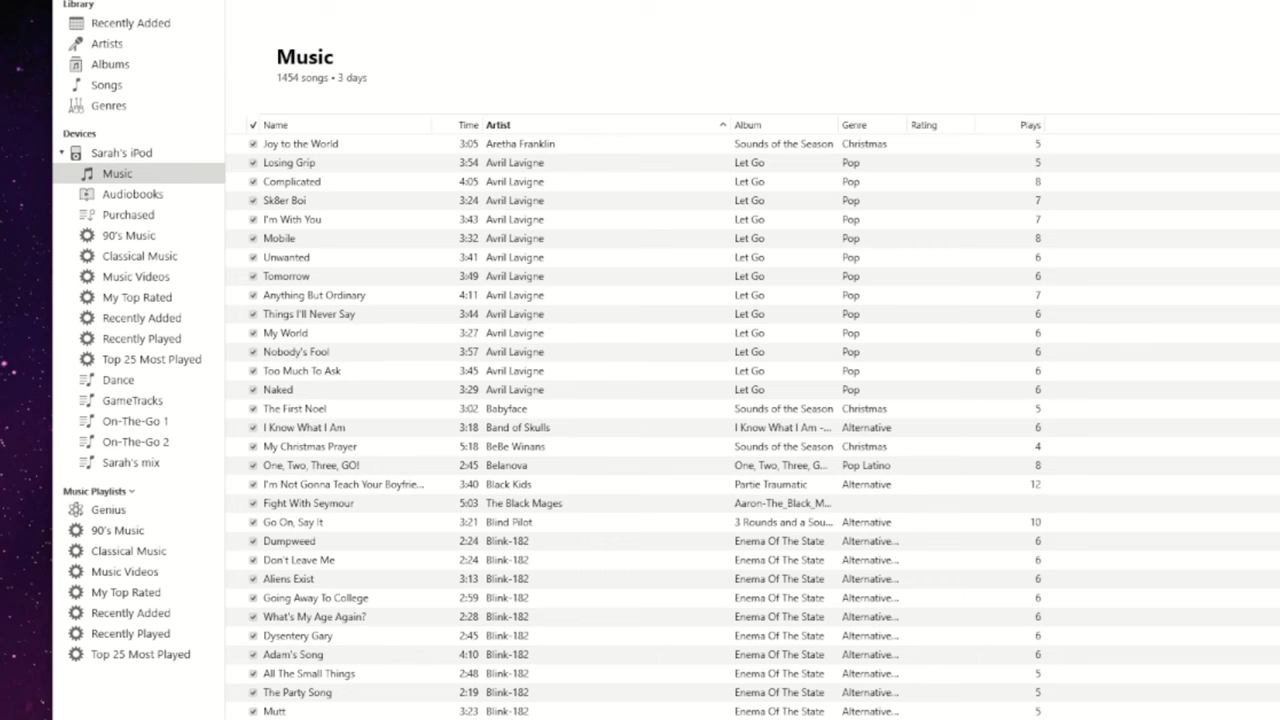 Library
Recently Added
Artists
Albums
Songs
Genres
Devices
Sarah's iPod
Music
Audiobooks
Purchased
90's Music
Classical Music
Music Videos
My Top Rated
Recently Added
Recently Played
Top 25 Most Played
Dance
GameTracks
On-The-Go 1
On-The-Go 2
Sarah's mix
Music Playlists
Genius
90's Music
Classical Music
Music Videos
My Top Rated
Recently Added
Recently Played
Top 25 Most Played
Music
1454 songs • 3 days
Name Time Artist Album Genre Rating Plays
Joy to the World 3:05 Aretha Franklin Sounds of the Season Christmas 5
Losing Grip 3:54 Avril Lavigne Let Go Pop 5
Complicated 4:05 Avril Lavigne Let Go Pop 8
Sk8er Boi 3:24 Avril Lavigne Let Go Pop 7
I'm With You 3:43 Avril Lavigne Let Go Pop 7
Mobile 3:32 Avril Lavigne Let Go Pop 8
Unwanted 3:41 Avril Lavigne Let Go Pop 6
Tomorrow 3:49 Avril Lavigne Let Go Pop 6
Anything But Ordinary 4:11 Avril Lavigne Let Go Pop 7
Things I'll Never Say 3:44 Avril Lavigne Let Go Pop 6
My World 3:27 Avril Lavigne Let Go Pop 6
Nobody's Fool 3:57 Avril Lavigne Let Go Pop 6
Too Much To Ask 3:45 Avril Lavigne Let Go Pop 6
Naked 3:29 Avril Lavigne Let Go Pop 6
The First Noel 3:02 Babyface Sounds of the Season Christmas 5
I Know What I Am 3:18 Band of Skulls I Know What I Am -... Alternative 6
My Christmas Prayer 5:18 BeBe Winans Sounds of the Season Christmas 4
One, Two, Three, GO! 2:45 Belanova One, Two, Three, G... Pop Latino 8
I'm Not Gonna Teach Your Boyfrie... 3:40 Black Kids Partie Traumatic Alternative 12
Fight With Seymour 5:03 The Black Mages Aaron-The_Black_M...
Go On, Say It 3:21 Blind Pilot 3 Rounds and a Sou... Alternative 10
Dumpweed 2:24 Blink-182 Enema Of The State Alternative... 6
Don't Leave Me 2:24 Blink-182 Enema Of The State Alternative... 6
Aliens Exist 3:13 Blink-182 Enema Of The State Alternative... 6
Going Away To College 2:59 Blink-182 Enema Of The State Alternative... 6
What's My Age Again? 2:28 Blink-182 Enema Of The State Alternative... 6
Dysentery Gary 2:45 Blink-182 Enema Of The State Alternative... 6
Adam's Song 4:10 Blink-182 Enema Of The State Alternative... 6
All The Small Things 2:48 Blink-182 Enema Of The State Alternative... 5
The Party Song 2:19 Blink-182 Enema Of The State Alternative... 5
Mutt 3:23 Blink-182 Enema Of The State Alternative... 5